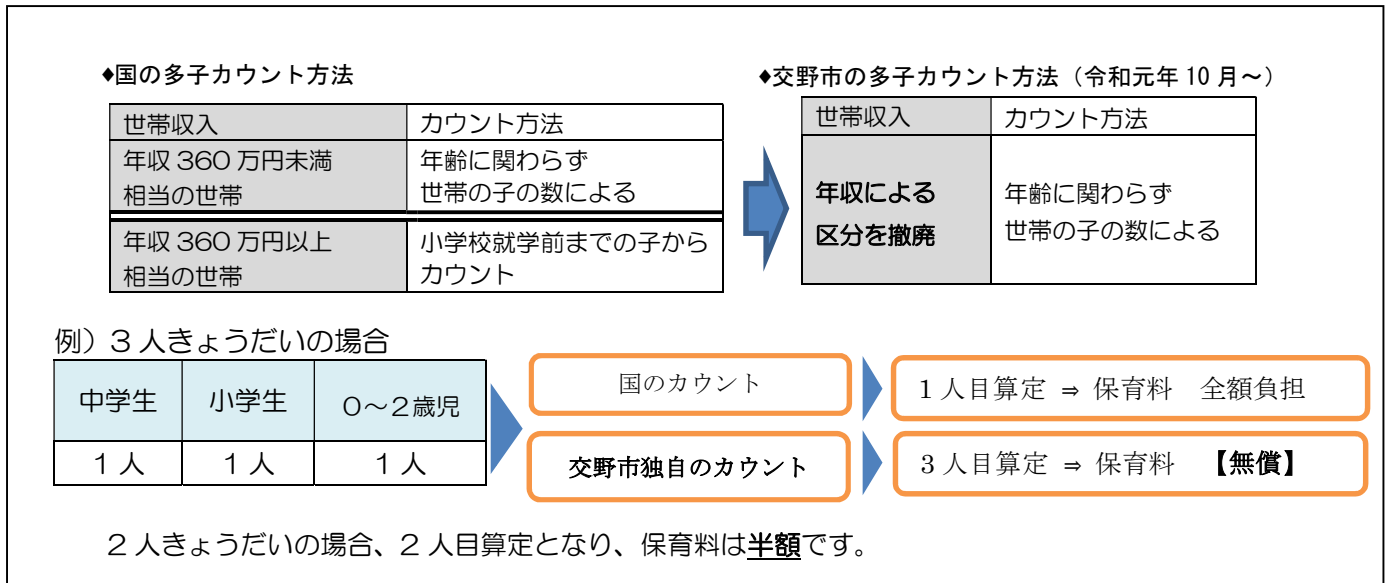 ♦国の多子カウント方法
世帯収入 カウント方法
年収 360 万円未満
相当の世帯
年齢に関わらず
世帯の子の数による
年収 360 万円以上
相当の世帯
小学校就学前までの子から
カウント
♦交野市の多子カウント方法（令和元年 10 月～）
世帯収入 カウント方法
年収による
区分を撤廃
年齢に関わらず
世帯の子の数による
例）３人きょうだいの場合
中学生 小学生 ０～２歳児
１人 １人 １人
国のカウント
１人目算定 ⇒ 保育料　全額負担
交野市独自のカウント
３人目算定 ⇒ 保育料　【無償】
２人きょうだいの場合、２人目算定となり、保育料は半額です。